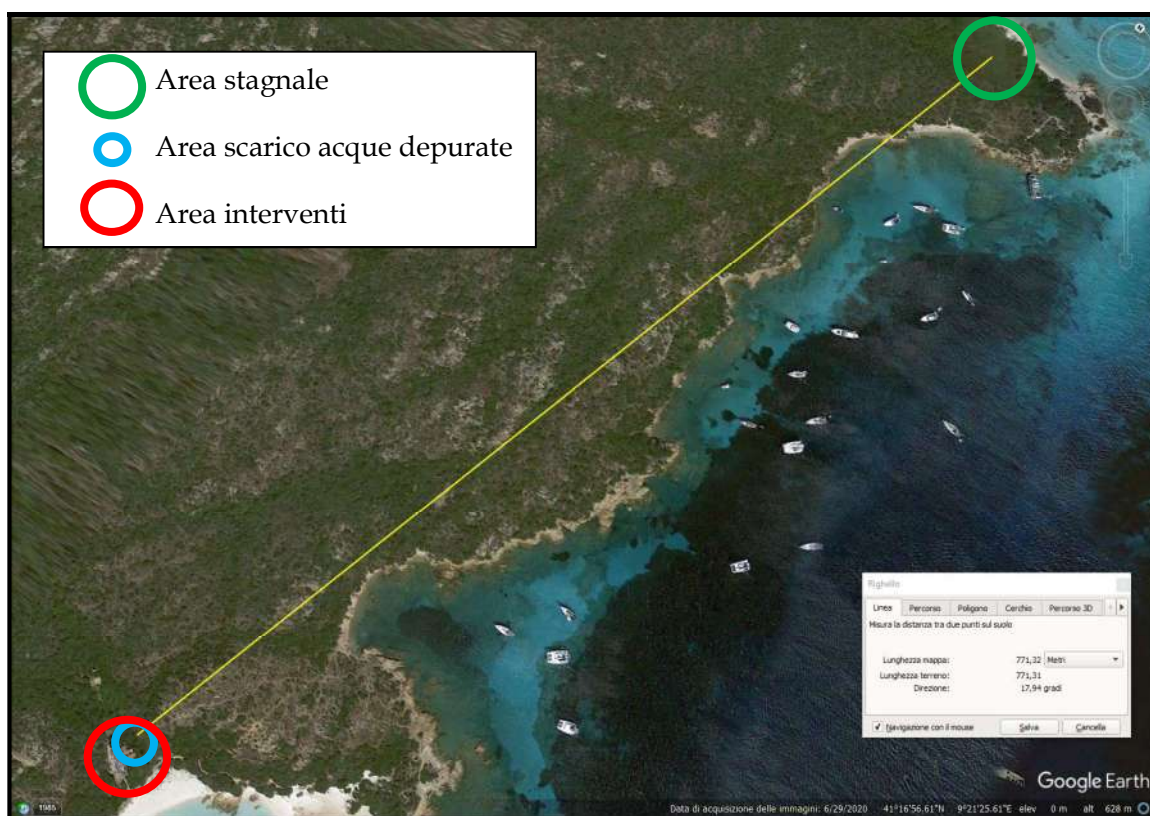 Area stagnale
Area scarico acque depurate
Area interventi
Righello
Linea Percorso Poligono Cerchio Percorso 3D
Misura la distanza tra due punti sul suolo
Lunghezza mappa: 771,32 Metri
Lunghezza terreno: 771,31
Direzione: 17,94 gradi
Navigazione con il mouse Salva Cancella
Google Earth
1985 Data di acquisizione delle immagini: 6/29/2020 41°16'56.61"N 9°21'25.61"E elev 0 m alt 628 m